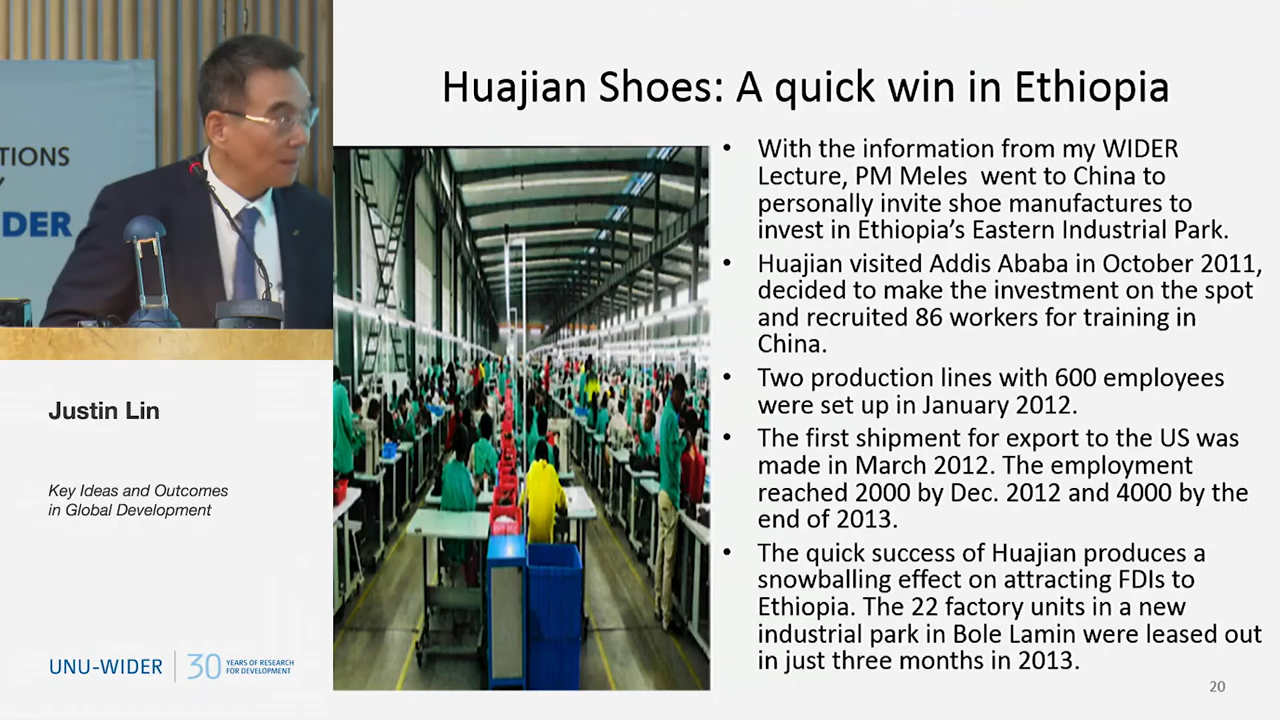 TIONS
DER
Huajian Shoes: A quick win in Ethiopia
• With the information from my WIDER
Lecture, PM Meles went to China to
personally invite shoe manufactures to
invest in Ethiopia's Eastern Industrial Park.
• Huajian visited Addis Ababa in October 2011,
decided to make the investment on the spot
and recruited 86 workers for training in
China.
• Two production lines with 600 employees
were set up in January 2012.
• The first shipment for export to the US was
made in March 2012. The employment
reached 2000 by Dec. 2012 and 4000 by the
end of 2013.
• The quick success of Huajian produces a
snowballing effect on attracting FDIs to
Ethiopia. The 22 factory units in a new
industrial park in Bole Lamin were leased out
in just three months in 2013.
20
Justin Lin
Key Ideas and Outcomes
in Global Development
UNU-WIDER
30 YEARS OF RESEARCH
FOR DEVELOPMENT